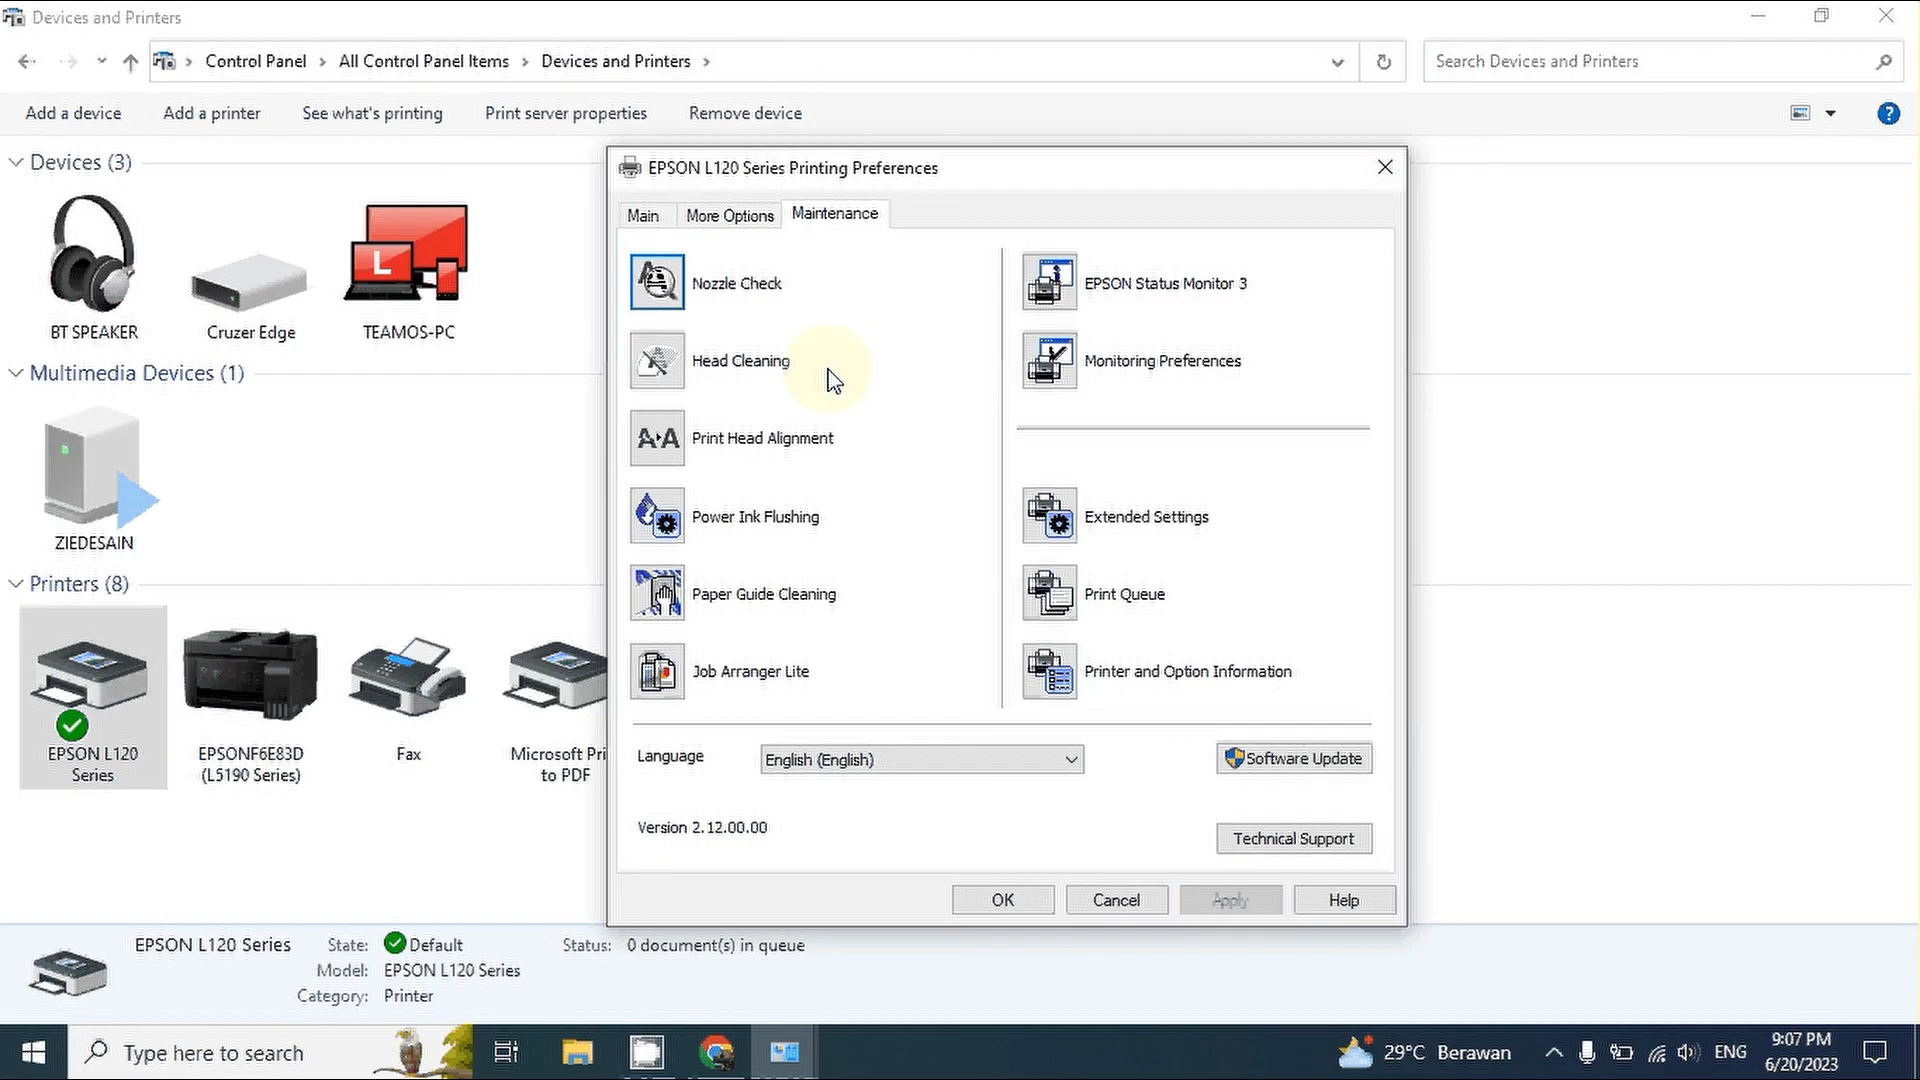 Devices and Printers
Control Panel > All Control Panel Items > Devices and Printers >
Search Devices and Printers
Add a device
Add a printer
See what's printing
Print server properties
Remove device
Devices (3)
BT SPEAKER
Cruzer Edge
L
TEAMOS-PC
Multimedia Devices (1)
ZIEDESAIN
Printers (8)
EPSON L120
Series
EPSONF6E83D
(L5190 Series)
Fax
Microsoft Pri
to PDF
EPSON L120 Series Printing Preferences
Main
More Options
Maintenance
Nozzle Check
Head Cleaning
A▸A Print Head Alignment
Power Ink Flushing
Paper Guide Cleaning
Job Arranger Lite
EPSON Status Monitor 3
Monitoring Preferences
Extended Settings
Print Queue
Printer and Option Information
Language
English (English)
Software Update
Version 2.12.00.00
Technical Support
OK
Cancel
Apply
Help
EPSON L120 Series
State: Default
Status: 0 document(s) in queue
Model: EPSON L120 Series
Category: Printer
Type here to search
29°C Berawan
ENG
9:07 PM
6/20/2023